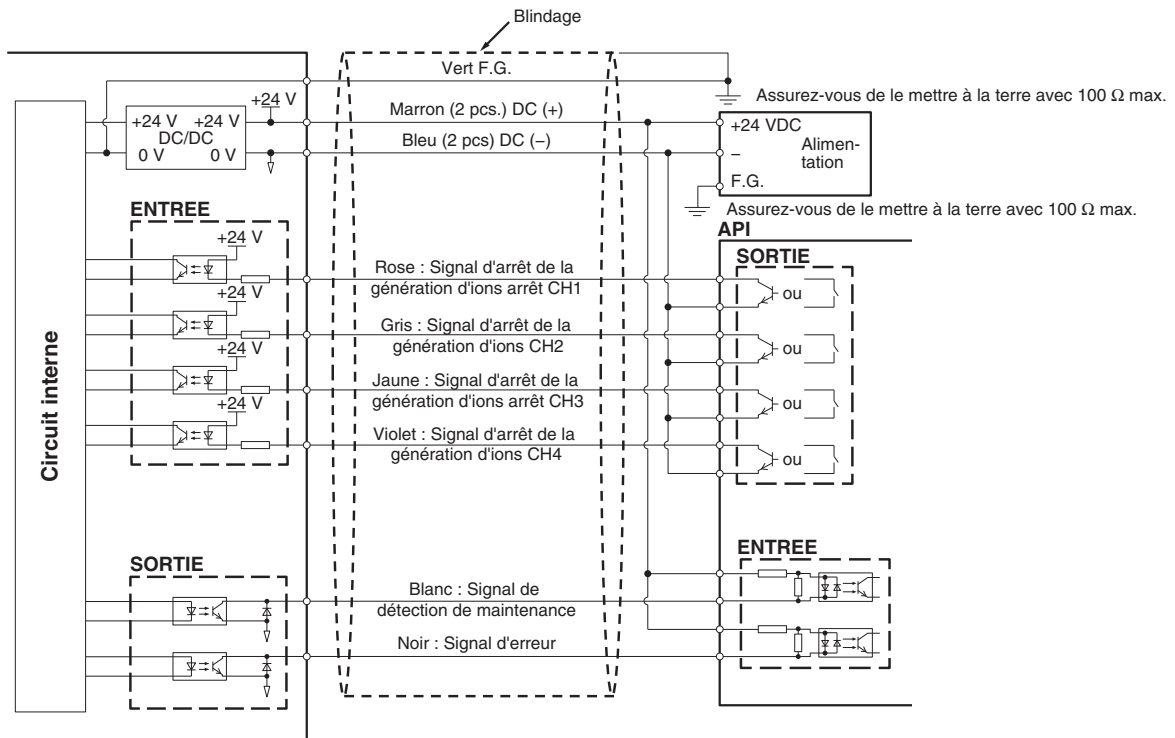 Blindage
Vert F.G.
+24 V
Marron (2 pcs.) DC (+)
Bleu (2 pcs) DC (−)
Assurez-vous de le mettre à la terre avec 100 Ω max.
+24 V +24 V
DC/DC
0 V 0 V
+24 VDC
–
F.G.
Alimen-
tation
Assurez-vous de le mettre à la terre avec 100 Ω max.
Circuit interne
ENTREE
+24 V
+24 V
+24 V
+24 V
Rose : Signal d'arrêt de la
génération d'ions arrêt CH1
Gris : Signal d'arrêt de la
génération d'ions CH2
Jaune : Signal d'arrêt de la
génération d'ions arrêt CH3
Violet : Signal d'arrêt de la
génération d'ions CH4
API
SORTIE
ou
ou
ou
ou
SORTIE
Blanc : Signal de
détection de maintenance
Noir : Signal d'erreur
ENTREE